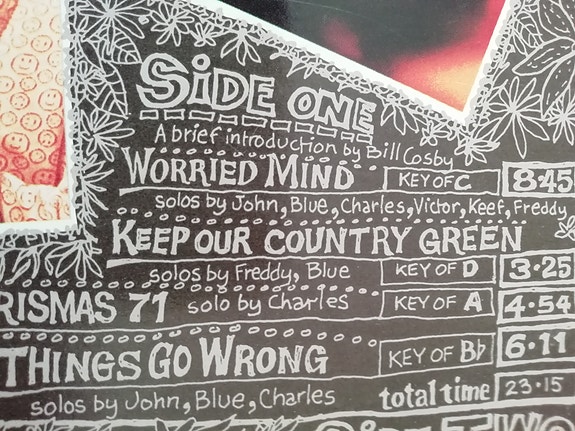 SIDE ONE
A brief introduction by Bill Cosby
WORRIED MIND KEY OF C 8·45
solos by John, Blue, Charles, Victor, Keef, Freddy
KEEP OUR COUNTRY GREEN
solos by Freddy, Blue KEY OF D 3·25
RISMAS 71 solo by Charles KEY OF A 4·54
THINGS GO WRONG KEY OF B♭ 6·11
solos by John, Blue, Charles total time 23·15
SIDE TWO